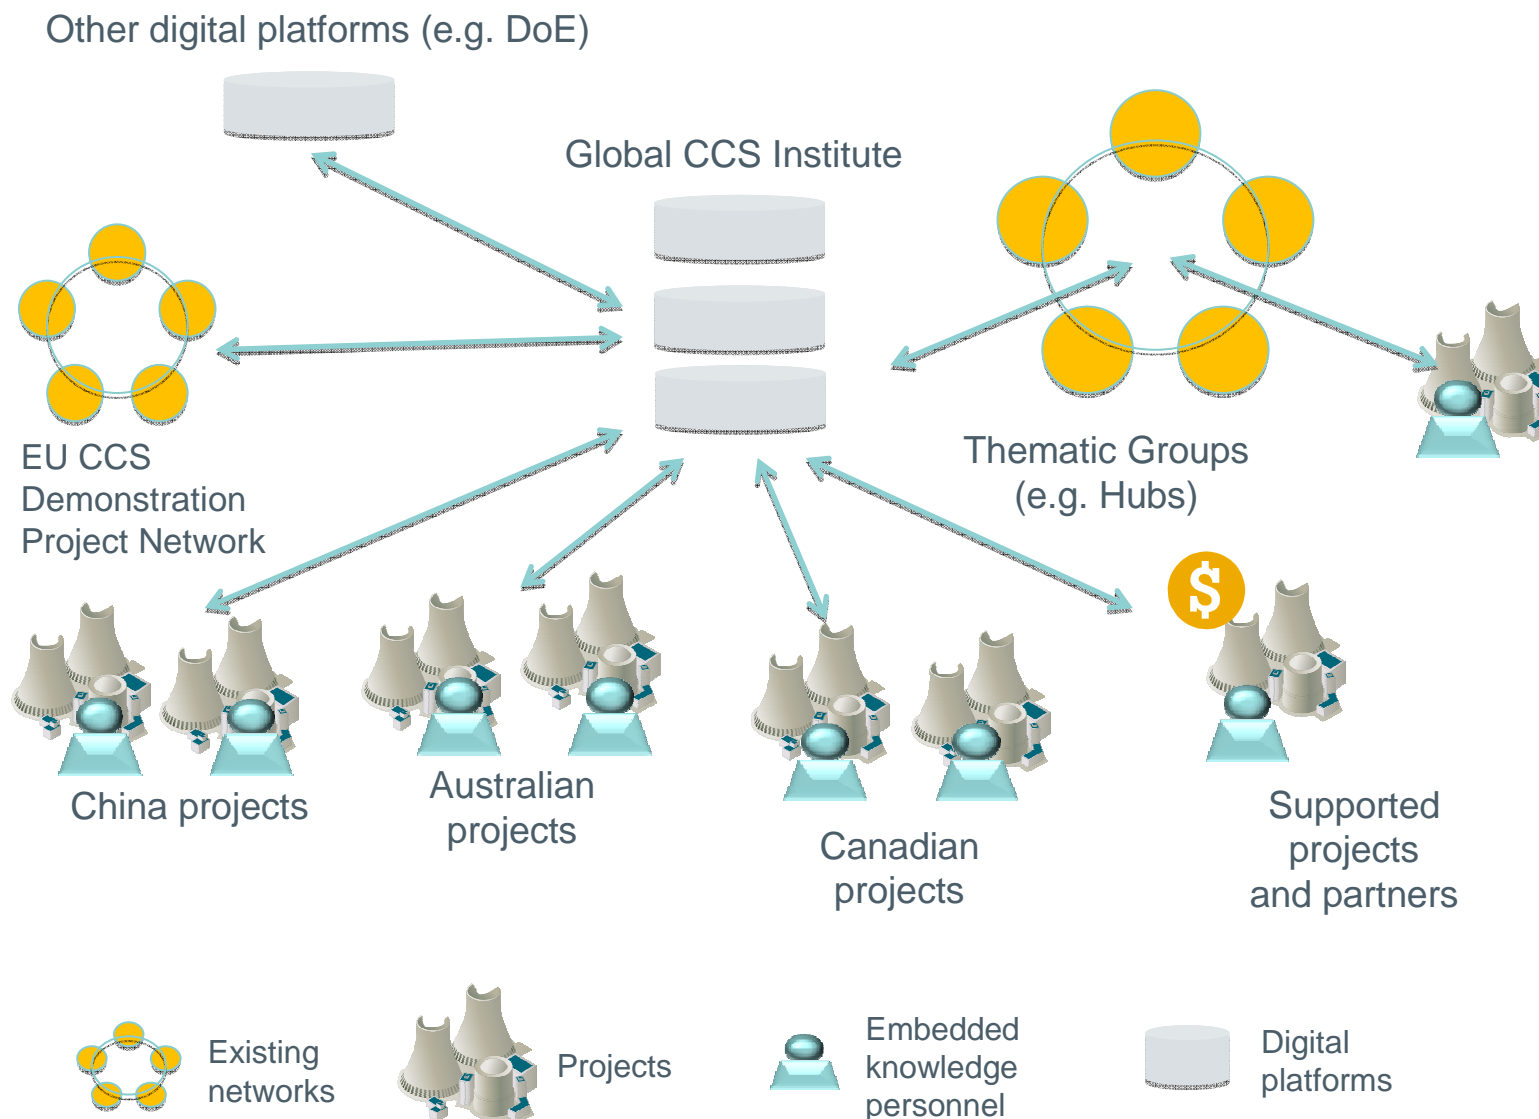 Other digital platforms (e.g. DoE)
Global CCS Institute
EU CCS
Demonstration
Project Network
Thematic Groups
(e.g. Hubs)
$
China projects
Australian
projects
Canadian
projects
Supported
projects
and partners
Existing
networks
Projects
Embedded
knowledge
personnel
Digital
platforms